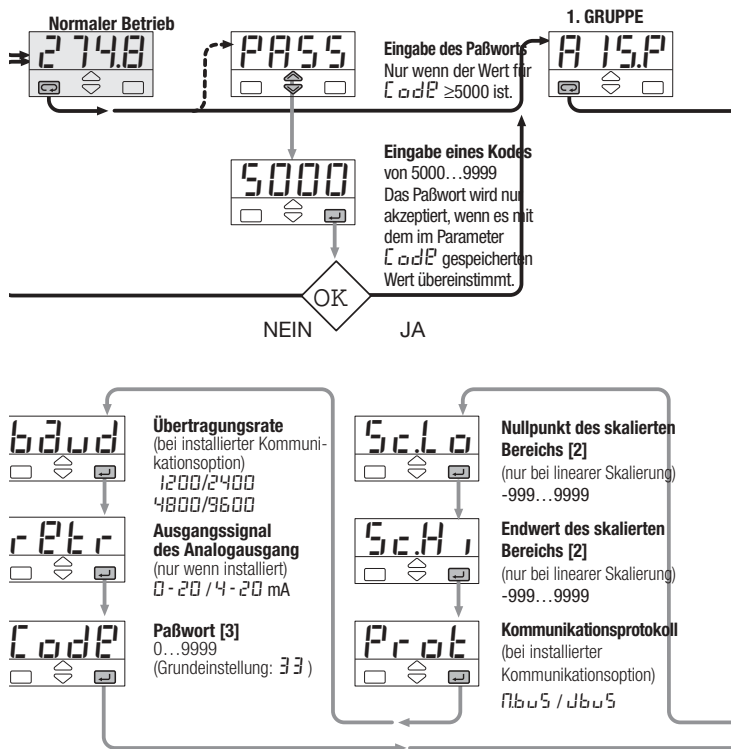 Normaler Betrieb
274.8
PASS
Eingabe des Paßworts
Nur wenn der Wert für
Code ≥5000 ist.
1. GRUPPE
A 1S.P
5000
Eingabe eines Kodes
von 5000…9999
Das Paßwort wird nur
akzeptiert, wenn es mit
dem im Parameter
Code gespeicherten
Wert übereinstimmt.
OK
NEIN
JA
baud
Übertragungsrate
(bei installierter Kommuni-
kationsoption)
1200/2400
4800/9600
retr
Ausgangssignal
des Analogausgang
(nur wenn installiert)
0-20 / 4-20 mA
Code
Paßwort [3]
0…9999
(Grundeinstellung: 33)
Sc.Lo
Nullpunkt des skalierten
Bereichs [2]
(nur bei linearer Skalierung)
-999…9999
Sc.Hi
Endwert des skalierten
Bereichs [2]
(nur bei linearer Skalierung)
-999…9999
Prot
Kommunikationsprotokoll
(bei installierter
Kommunikationsoption)
M.buS / JbuS